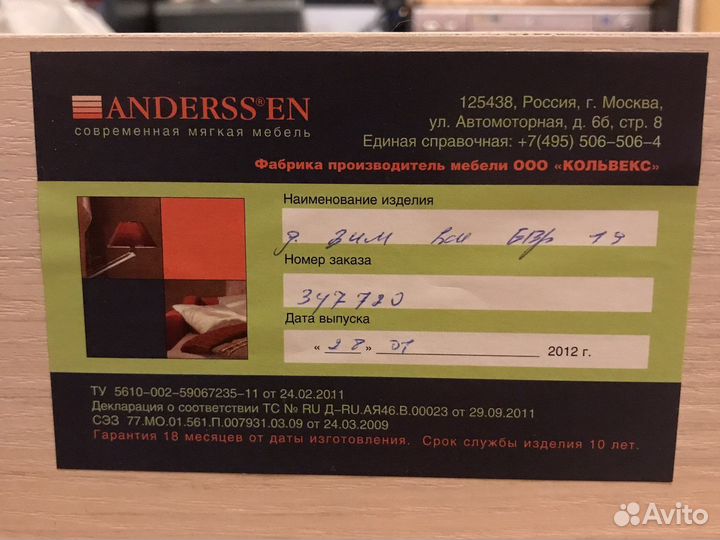 ANDERSS®EN
современная мягкая мебель
125438, Россия, г. Москва,
ул. Автомоторная, д. 6б, стр. 8
Единая справочная: +7(495) 506-506-4
Фабрика производитель мебели ООО «КОЛЬВЕКС»
Наименование изделия
д. Зим
Номер заказа
347720
Дата выпуска
«28» 01 2012 г.
ТУ 5610-002-59067235-11 от 24.02.2011
Декларация о соответствии ТС № RU Д-RU.АЯ46.В.00023 от 29.09.2011
СЭЗ 77.МО.01.561.П.007931.03.09 от 24.03.2009
Гарантия 18 месяцев от даты изготовления. Срок службы изделия 10 лет.
Avito